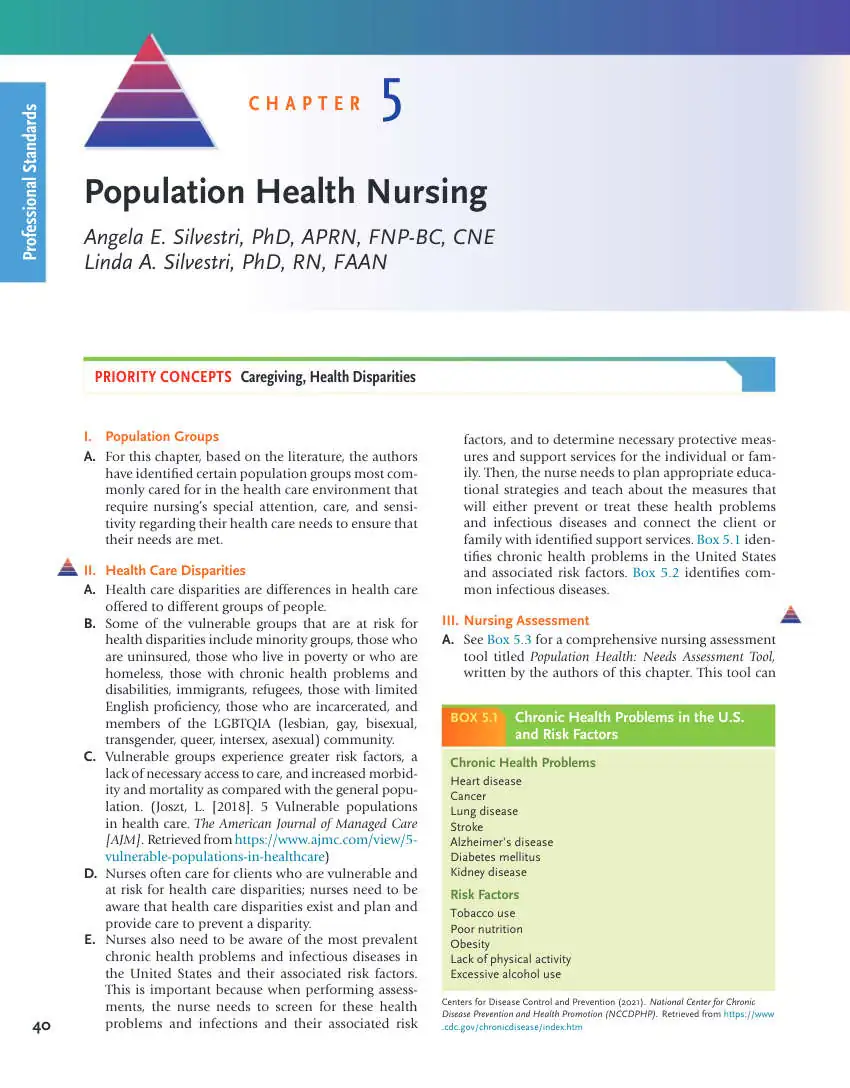 Professional Standards
CHAPTER 5
Population Health Nursing
Angela E. Silvestri, PhD, APRN, FNP-BC, CNE
Linda A. Silvestri, PhD, RN, FAAN
PRIORITY CONCEPTS Caregiving, Health Disparities
I. Population Groups
A. For this chapter, based on the literature, the authors
have identified certain population groups most com-
monly cared for in the health care environment that
require nursing's special attention, care, and sensi-
tivity regarding their health care needs to ensure that
their needs are met.
II. Health Care Disparities
A. Health care disparities are differences in health care
offered to different groups of people.
B. Some of the vulnerable groups that are at risk for
health disparities include minority groups, those who
are uninsured, those who live in poverty or who are
homeless, those with chronic health problems and
disabilities, immigrants, refugees, those with limited
English proficiency, those who are incarcerated, and
members of the LGBTQIA (lesbian, gay, bisexual,
transgender, queer, intersex, asexual) community.
C. Vulnerable groups experience greater risk factors, a
lack of necessary access to care, and increased morbid-
ity and mortality as compared with the general popu-
lation. (Joszt, L. [2018]. 5 Vulnerable populations
in health care. The American Journal of Managed Care
[AJM]. Retrieved from https://www.ajmc.com/view/5-
vulnerable-populations-in-healthcare)
D. Nurses often care for clients who are vulnerable and
at risk for health care disparities; nurses need to be
aware that health care disparities exist and plan and
provide care to prevent a disparity.
E. Nurses also need to be aware of the most prevalent
chronic health problems and infectious diseases in
the United States and their associated risk factors.
This is important because when performing assess-
ments, the nurse needs to screen for these health
problems and infections and their associated risk
factors, and to determine necessary protective meas-
ures and support services for the individual or fam-
ily. Then, the nurse needs to plan appropriate educa-
tional strategies and teach about the measures that
will either prevent or treat these health problems
and infectious diseases and connect the client or
family with identified support services. Box 5.1 iden-
tifies chronic health problems in the United States
and associated risk factors. Box 5.2 identifies com-
mon infectious diseases.
III. Nursing Assessment
A. See Box 5.3 for a comprehensive nursing assessment
tool titled Population Health: Needs Assessment Tool,
written by the authors of this chapter. This tool can
BOX 5.1 Chronic Health Problems in the U.S.
and Risk Factors
Chronic Health Problems
Heart disease
Cancer
Lung disease
Stroke
Alzheimer's disease
Diabetes mellitus
Kidney disease
Risk Factors
Tobacco use
Poor nutrition
Obesity
Lack of physical activity
Excessive alcohol use
Centers for Disease Control and Prevention (2021). National Center for Chronic
Disease Prevention and Health Promotion (NCCDPHP). Retrieved from https://www
.cdc.gov/chronicdisease/index.htm
40